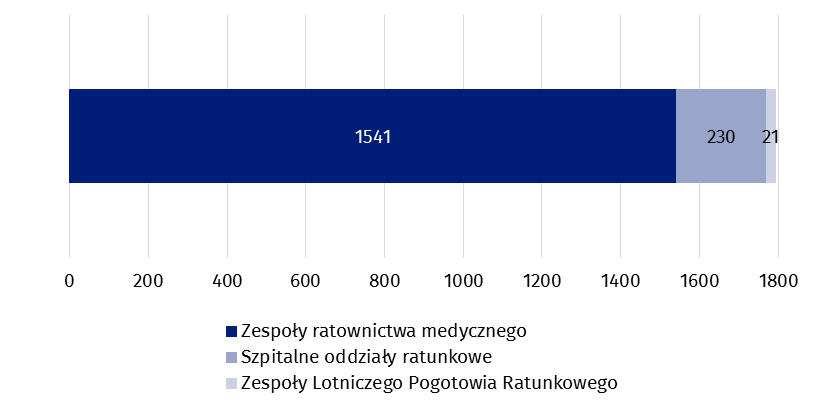 1541 230 21
0 200 400 600 800 1000 1200 1400 1600 1800
Zespoły ratownictwa medycznego
Szpitalne oddziały ratunkowe
Zespoły Lotniczego Pogotowia Ratunkowego